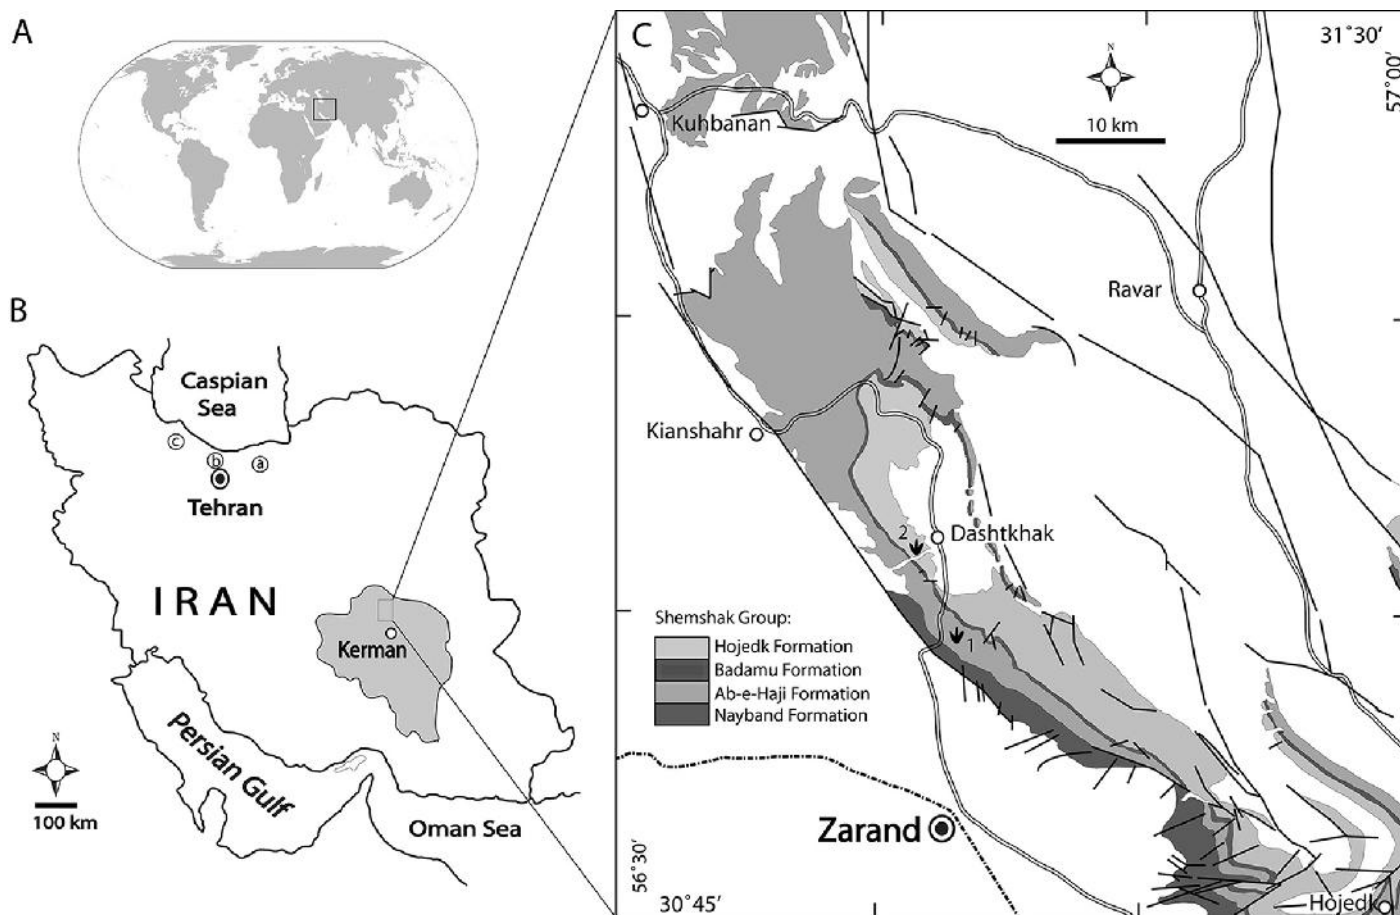 A
B
Caspian
Sea
c
b
a
Tehran
IRAN
Kerman
Persian Gulf
Oman Sea
N
100 km
C
31°30′
57°00′
N
10 km
Kuhbanan
Ravar
Kianshahr
2
Dashtkhak
1
Shemshak Group:
Hojedk Formation
Badamu Formation
Ab-e-Haji Formation
Nayband Formation
Zarand
56°30′
30°45′
Hojedk